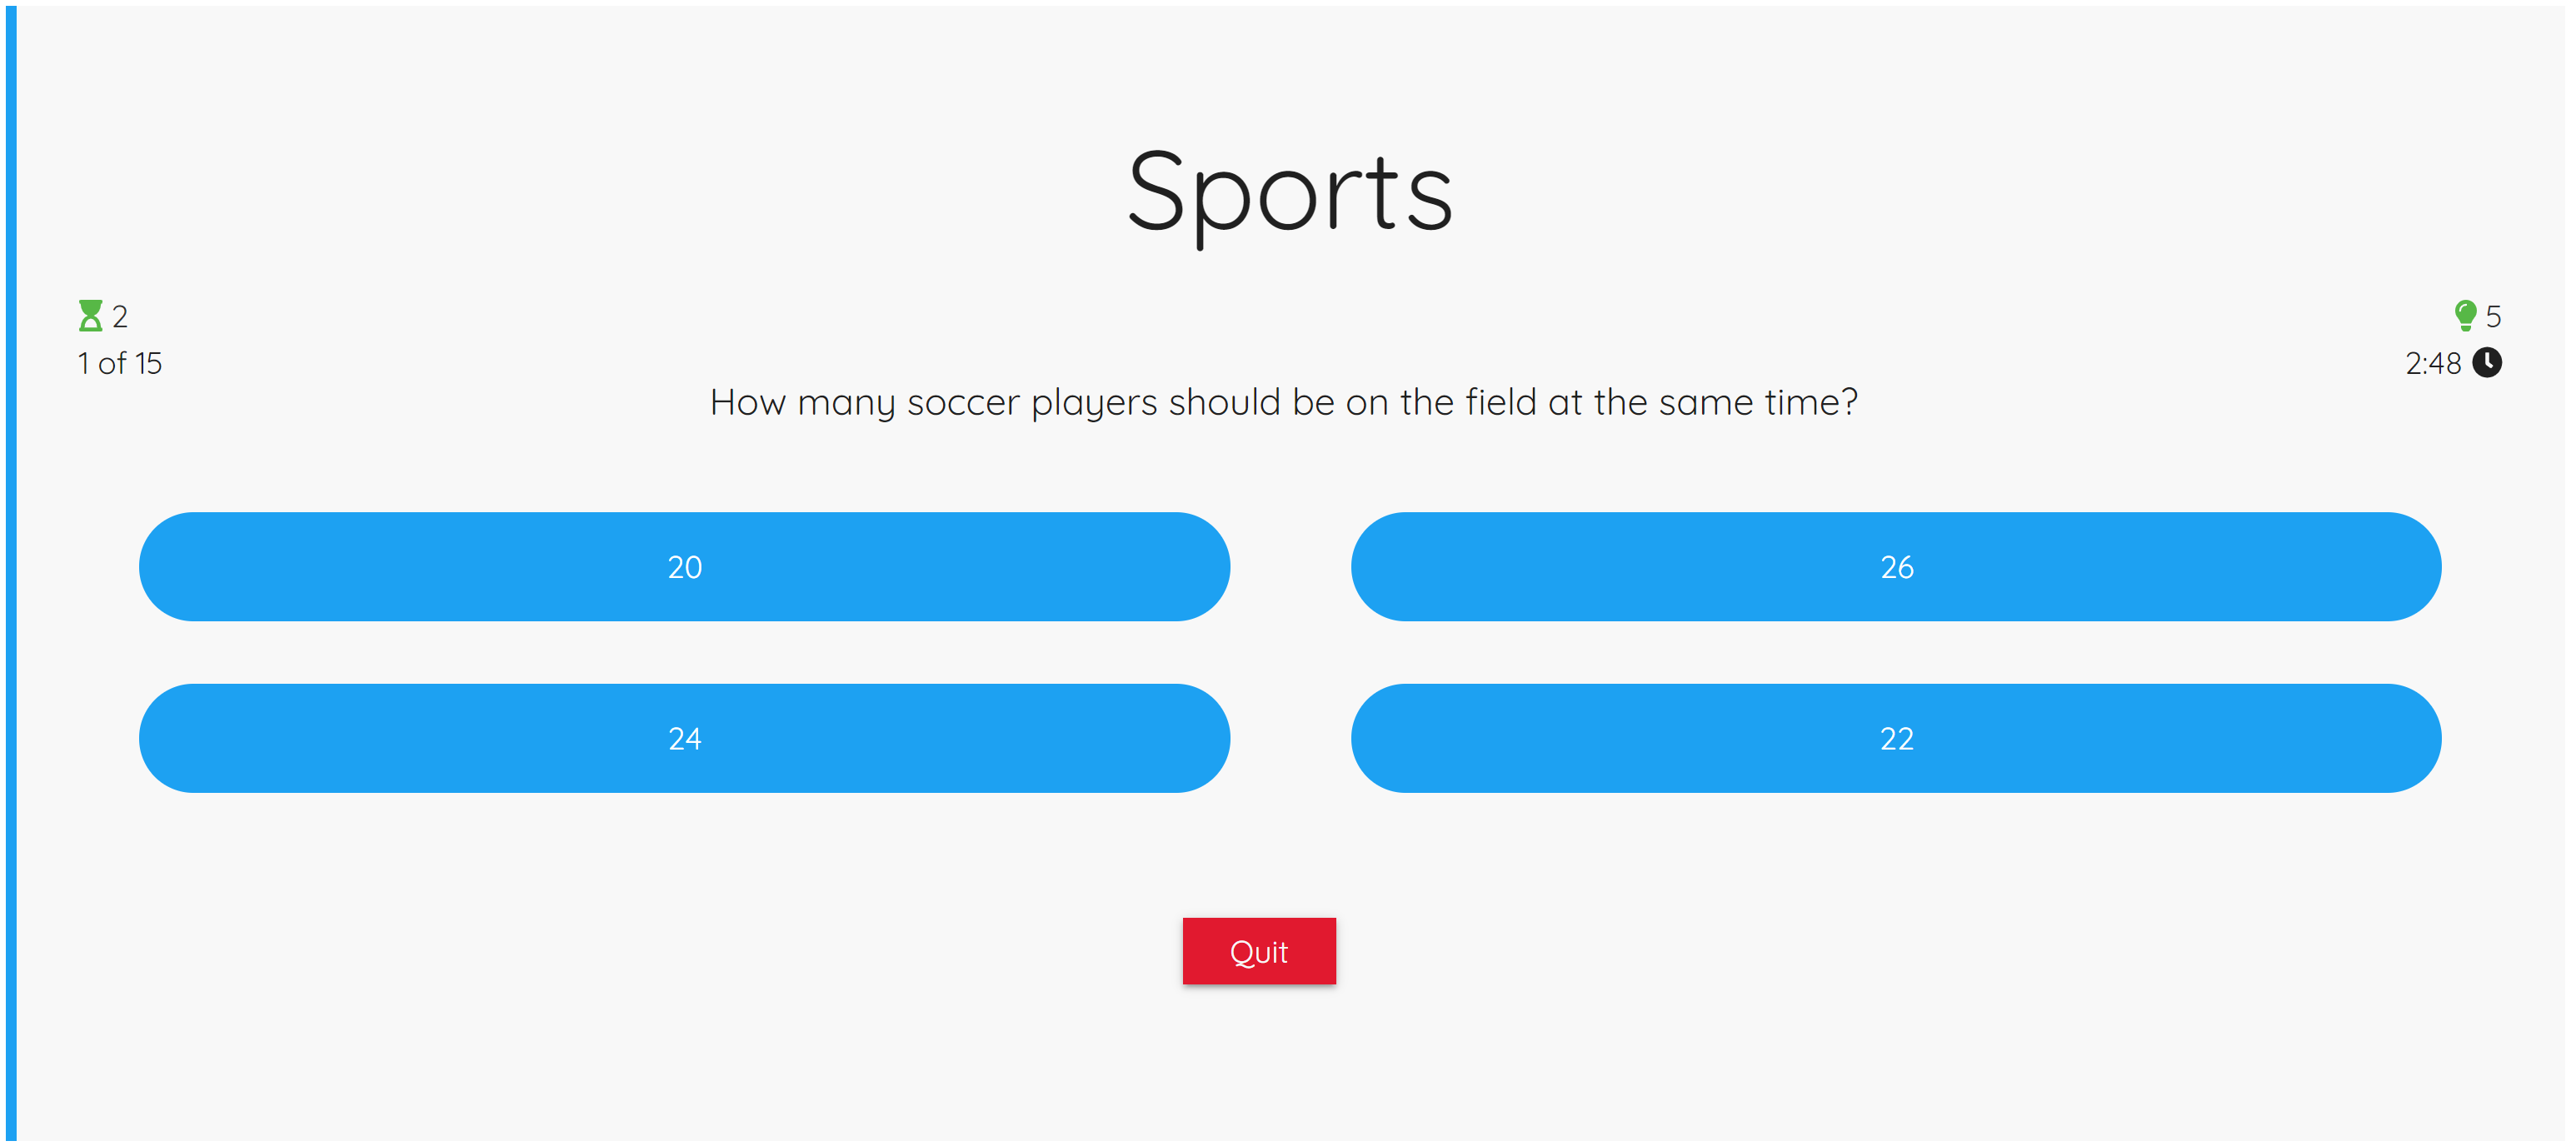 Sports
2
5
1 of 15
2:48
How many soccer players should be on the field at the same time?
20
26
24
22
Quit